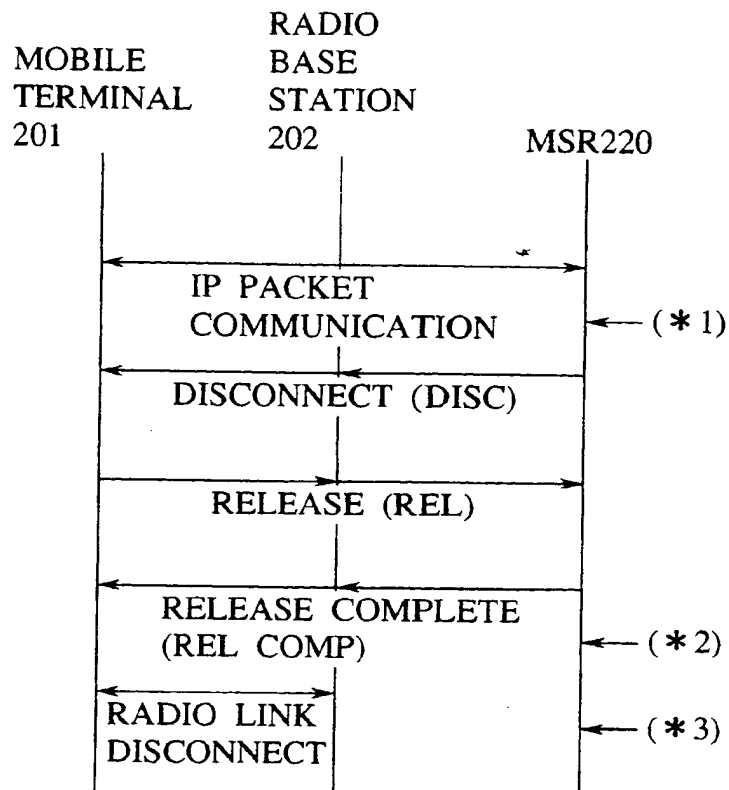 MOBILE
TERMINAL
201
RADIO
BASE
STATION
202
MSR220
IP PACKET
COMMUNICATION
(*1)
DISCONNECT (DISC)
RELEASE (REL)
RELEASE COMPLETE
(REL COMP)
(*2)
RADIO LINK
DISCONNECT
(*3)